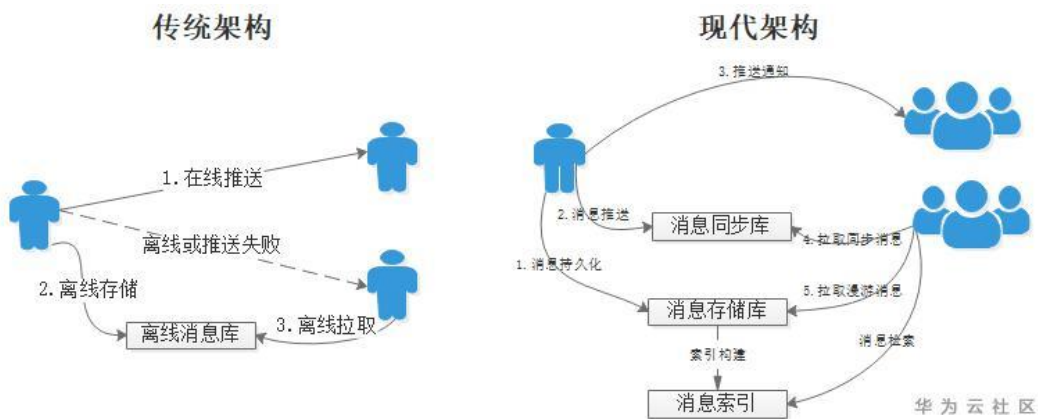 传统架构
1.在线推送
离线或推送失败
2.离线存储
离线消息库
3.离线拉取
现代架构
3.推送通知
2.消息推送
消息同步库
4.拉取同步消息
1.消息持久化
5.拉取漫游消息
消息存储库
索引构建
消息检索
消息索引
华为云社区